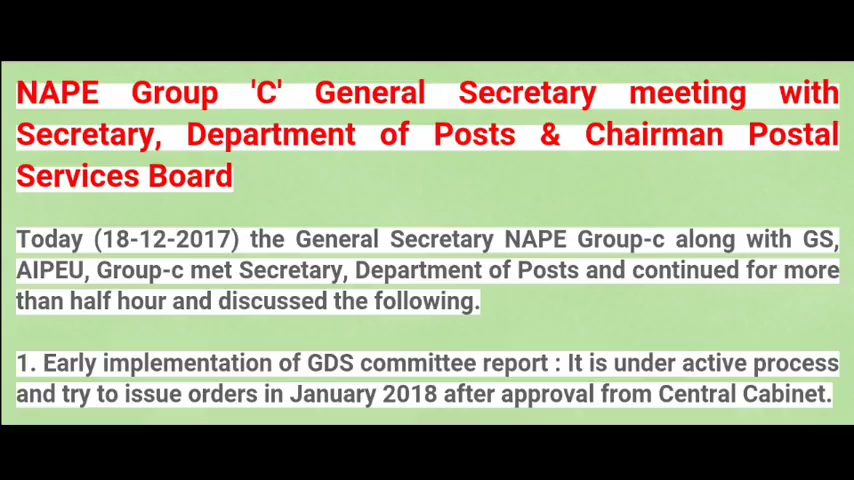 NAPE Group 'C' General Secretary meeting with
Secretary, Department of Posts & Chairman Postal
Services Board
Today (18-12-2017) the General Secretary NAPE Group-c along with GS,
AIPEU, Group-c met Secretary, Department of Posts and continued for more
than half hour and discussed the following.
1. Early implementation of GDS committee report : It is under active process
and try to issue orders in January 2018 after approval from Central Cabinet.